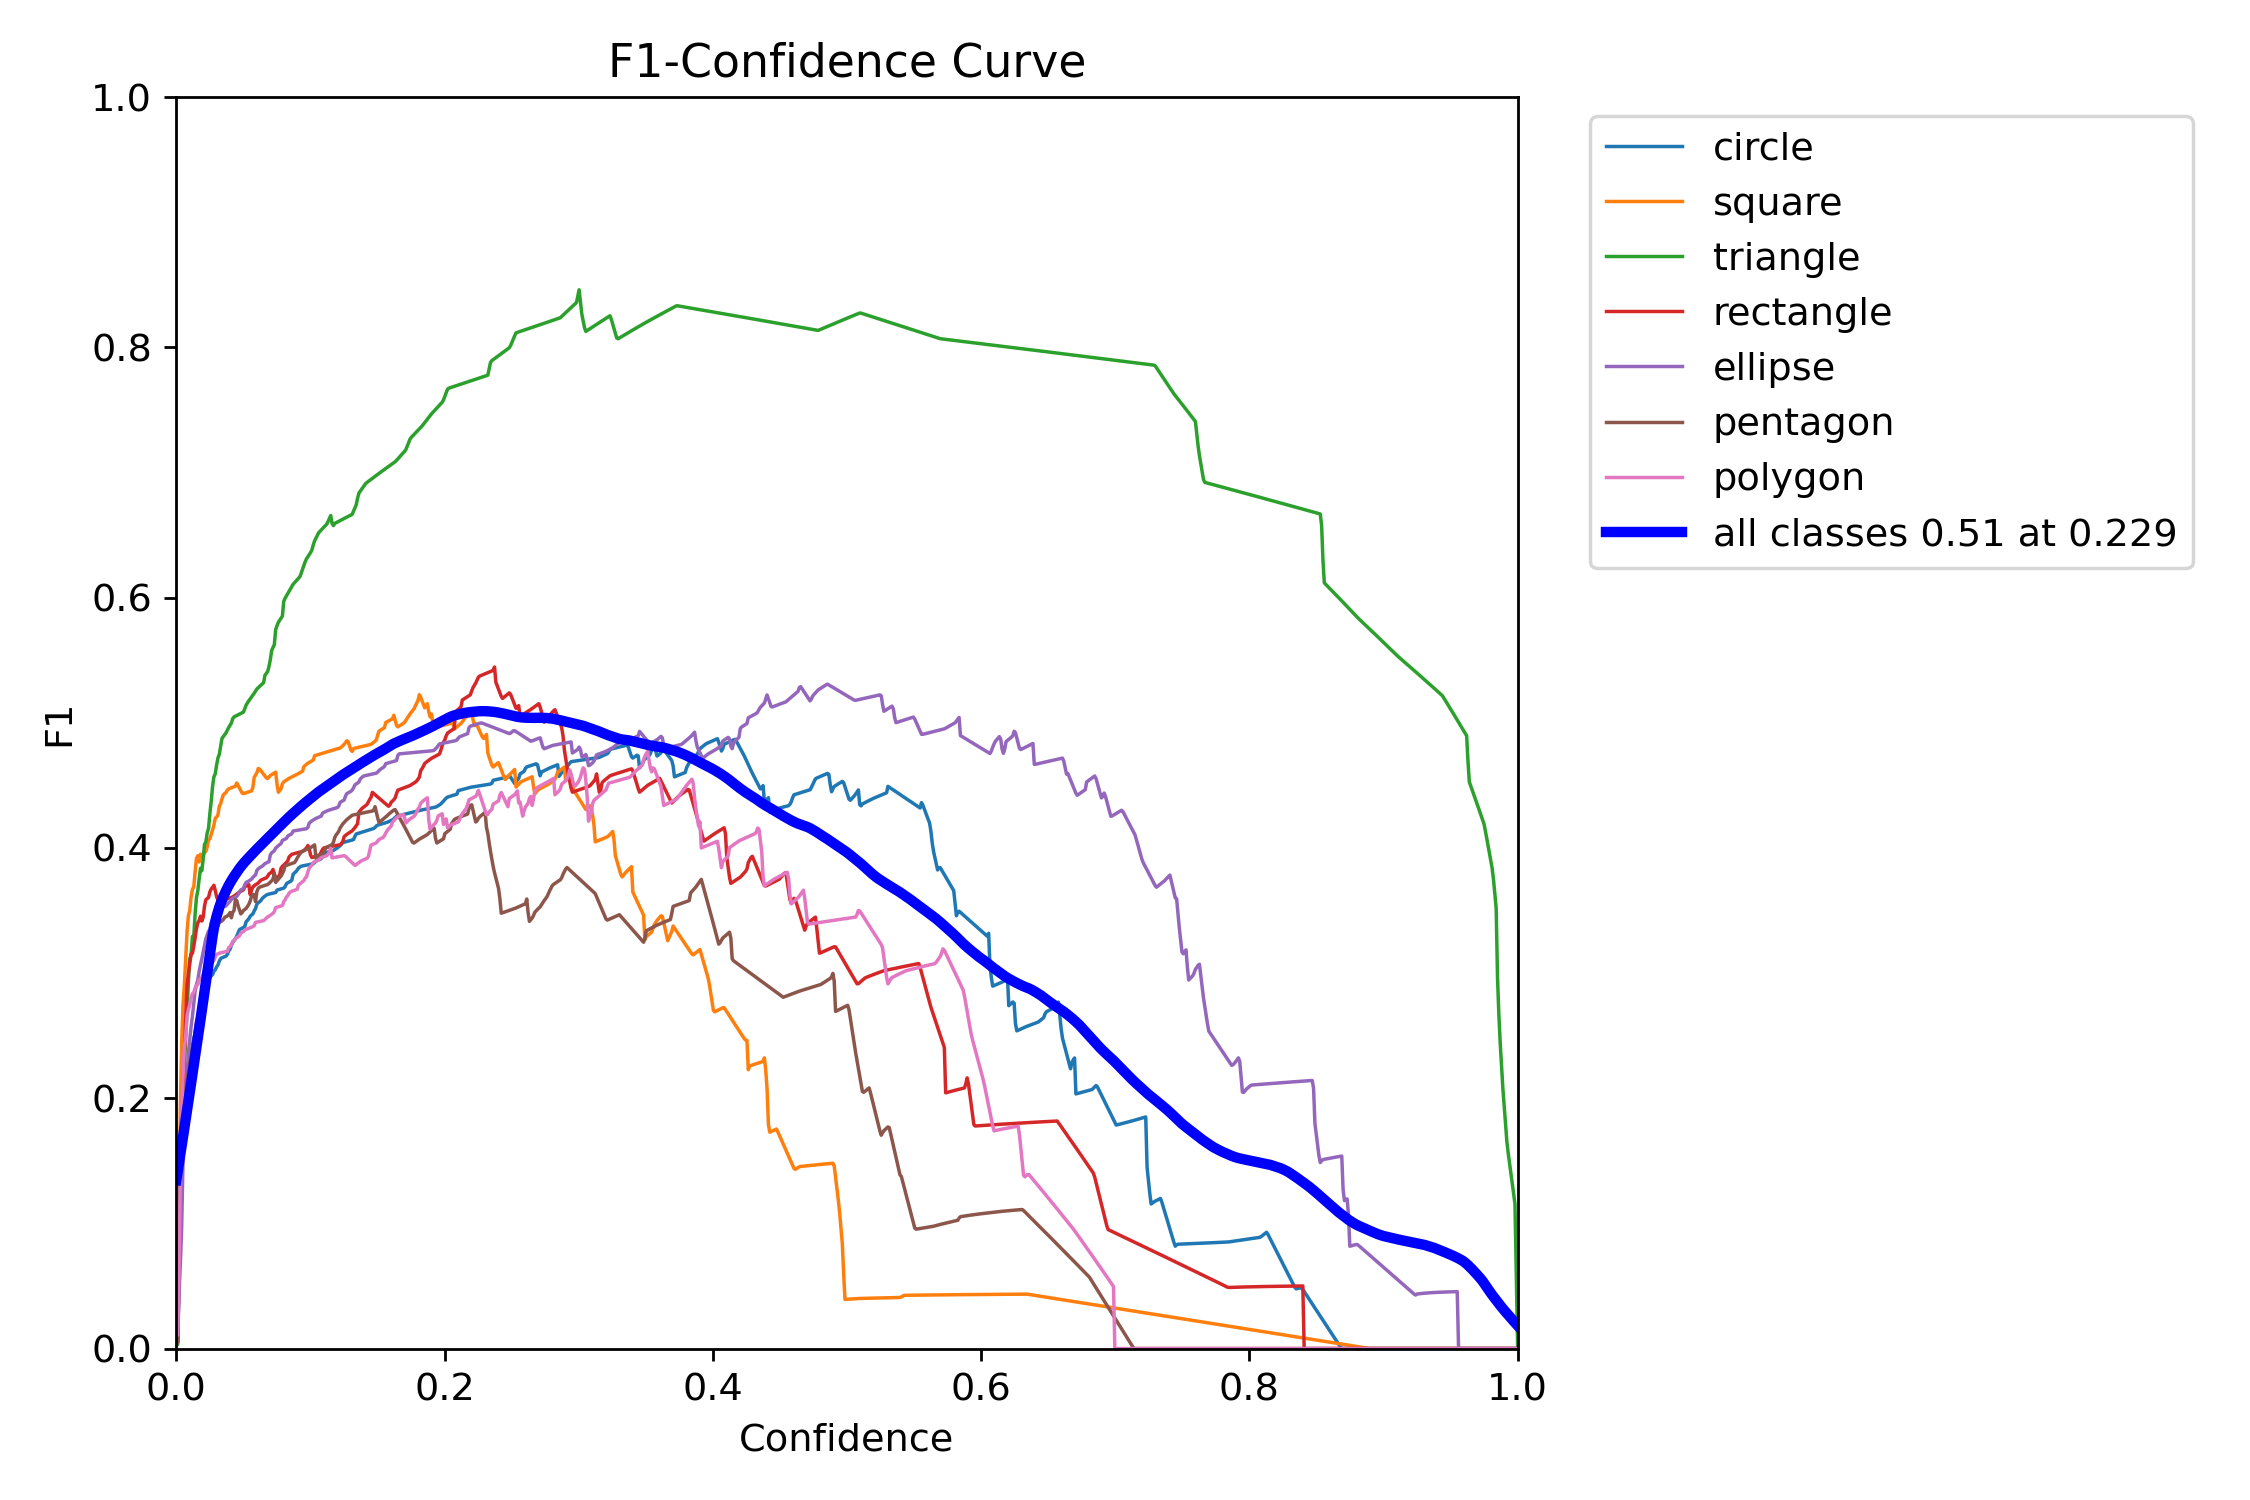 F1-Confidence Curve
1.0
0.8
0.6
0.4
0.2
0.0
F1
0.0 0.2 0.4 0.6 0.8 1.0
Confidence
circle
square
triangle
rectangle
ellipse
pentagon
polygon
all classes 0.51 at 0.229